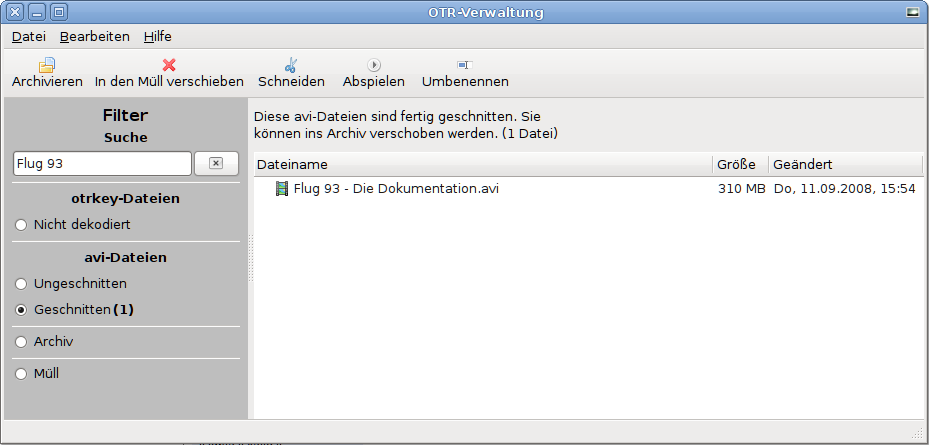 OTR-Verwaltung
Datei Bearbeiten Hilfe
Archivieren In den Müll verschieben Schneiden Abspielen Umbenennen
Filter
Suche
Flug 93
otrkey-Dateien
Nicht dekodiert
avi-Dateien
Ungeschnitten
Geschnitten (1)
Archiv
Müll
Diese avi-Dateien sind fertig geschnitten. Sie
können ins Archiv verschoben werden. (1 Datei)
Dateiname Größe Geändert
Flug 93 - Die Dokumentation.avi 310 MB Do, 11.09.2008, 15:54